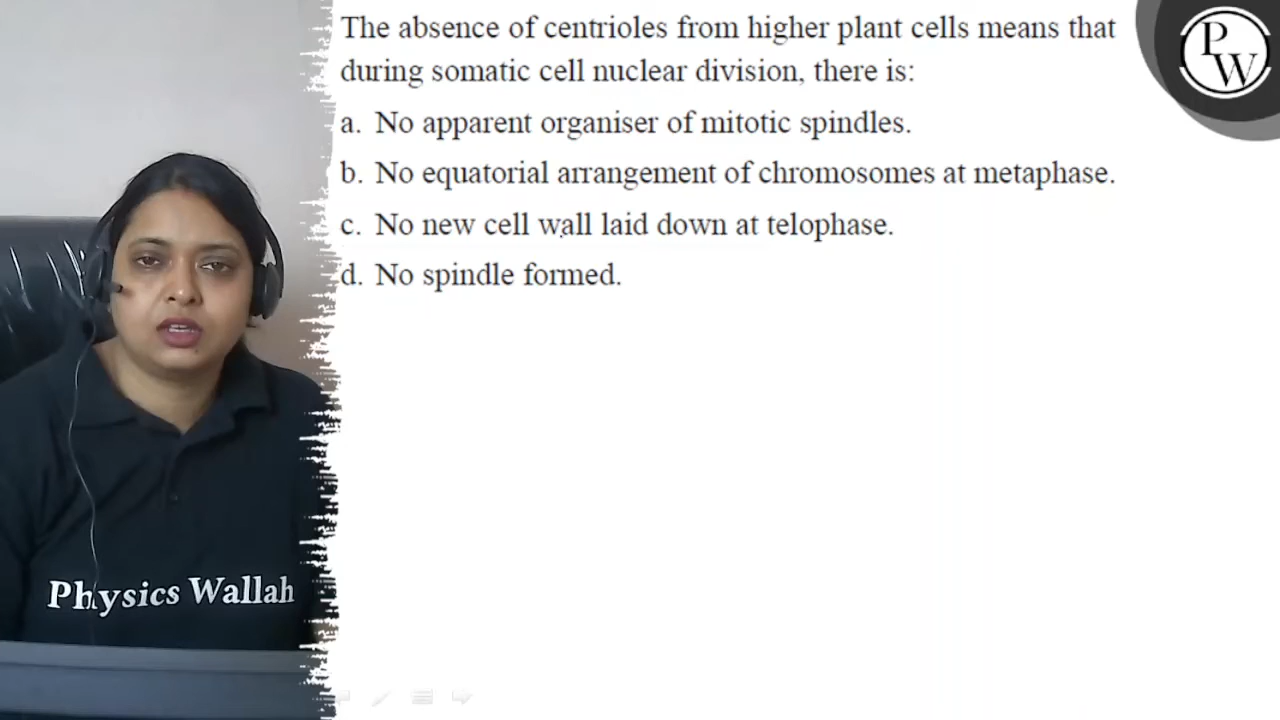 The absence of centrioles from higher plant cells means that
during somatic cell nuclear division, there is:
a. No apparent organiser of mitotic spindles.
b. No equatorial arrangement of chromosomes at metaphase.
c. No new cell wall laid down at telophase.
d. No spindle formed.
PW
Physics Wallah